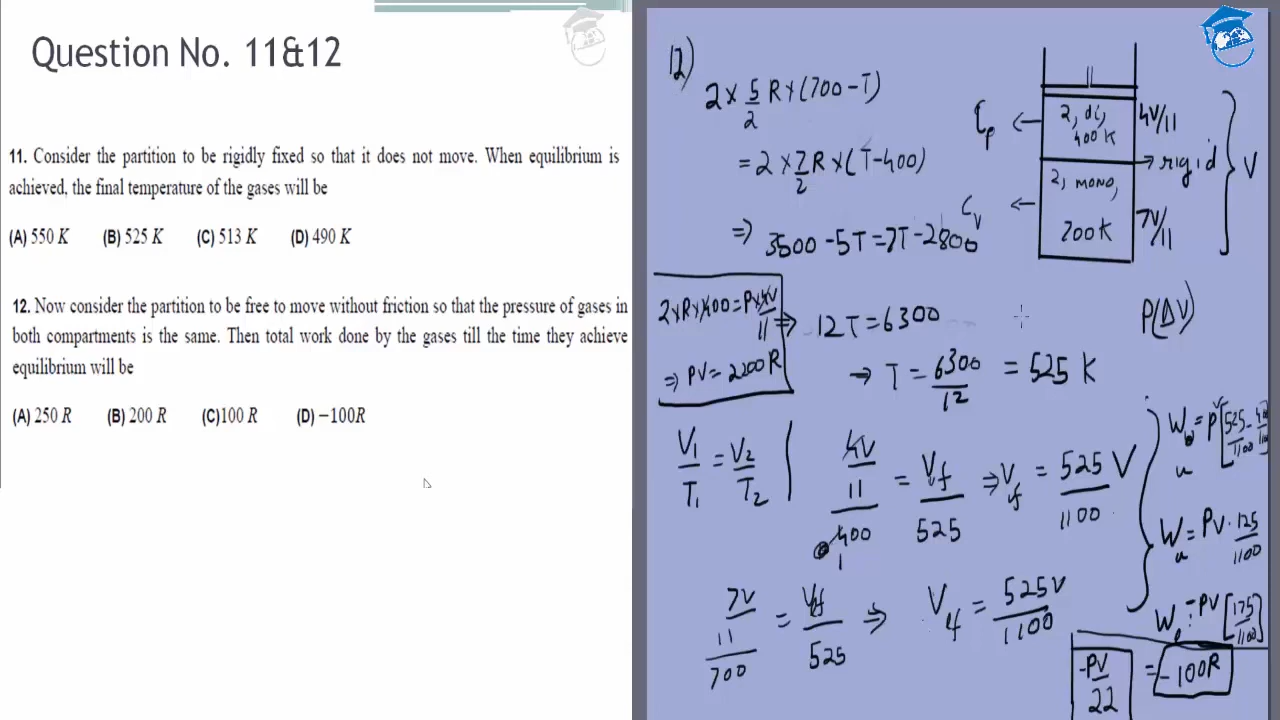 Question No. 11&12
11. Consider the partition to be rigidly fixed so that it does not move. When equilibrium is
achieved, the final temperature of the gases will be
(A) 550 K (B) 525 K (C) 513 K (D) 490 K
12. Now consider the partition to be free to move without friction so that the pressure of gases in
both compartments is the same. Then total work done by the gases till the time they achieve
equilibrium will be
(A) 250 R (B) 200 R (C)100 R (D) −100R
12)
2 × 5/2 R × (700 − T)
= 2 × 7/2 R × (T − 400)
⇒ 3500 − 5T = 7T − 2800
Cp ← 2, di, 400 K 4V/11
→ rigid
V
Cv ← 2, mono, 700K 7V/11
2×R×400 = P×4V/11
⇒ PV = 2200 R
⇒ 12T = 6300
P(ΔV)
→ T = 6300/12 = 525 K
V1/T1 = V2/T2
4V/11 / 400 = Vf/525 ⇒ Vf = 525/1100 V
7V/11 / 700 = Vf/525 ⇒ Vf = 525V/1100
Wu = PV · 125/1100
= −PV [175/1100]
−PV/22 = −100R